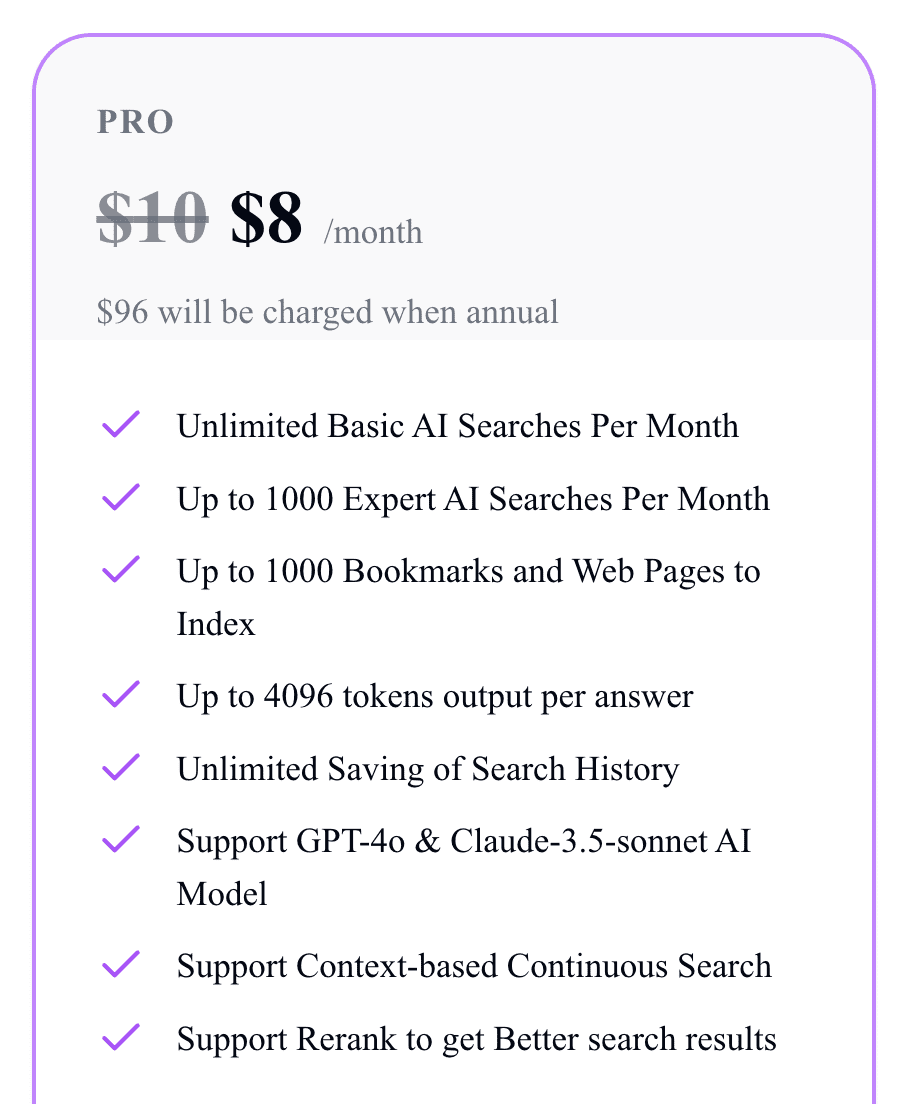 PRO
$10 $8 /month
$96 will be charged when annual
Unlimited Basic AI Searches Per Month
Up to 1000 Expert AI Searches Per Month
Up to 1000 Bookmarks and Web Pages to
Index
Up to 4096 tokens output per answer
Unlimited Saving of Search History
Support GPT-4o & Claude-3.5-sonnet AI
Model
Support Context-based Continuous Search
Support Rerank to get Better search results